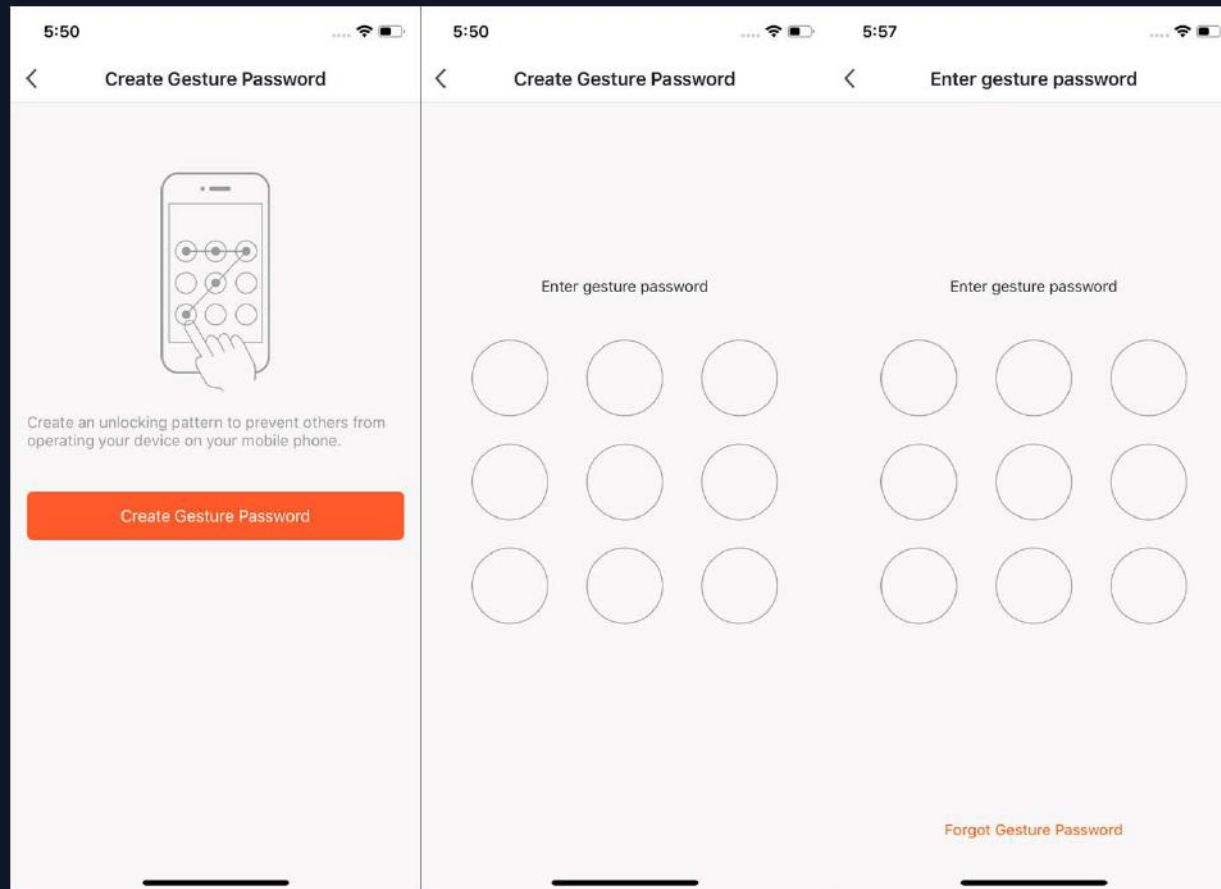 5:50
Create Gesture Password
Create an unlocking pattern to prevent others from
operating your device on your mobile phone.
Create Gesture Password
5:50
Create Gesture Password
Enter gesture password
5:57
Enter gesture password
Enter gesture password
Forgot Gesture Password